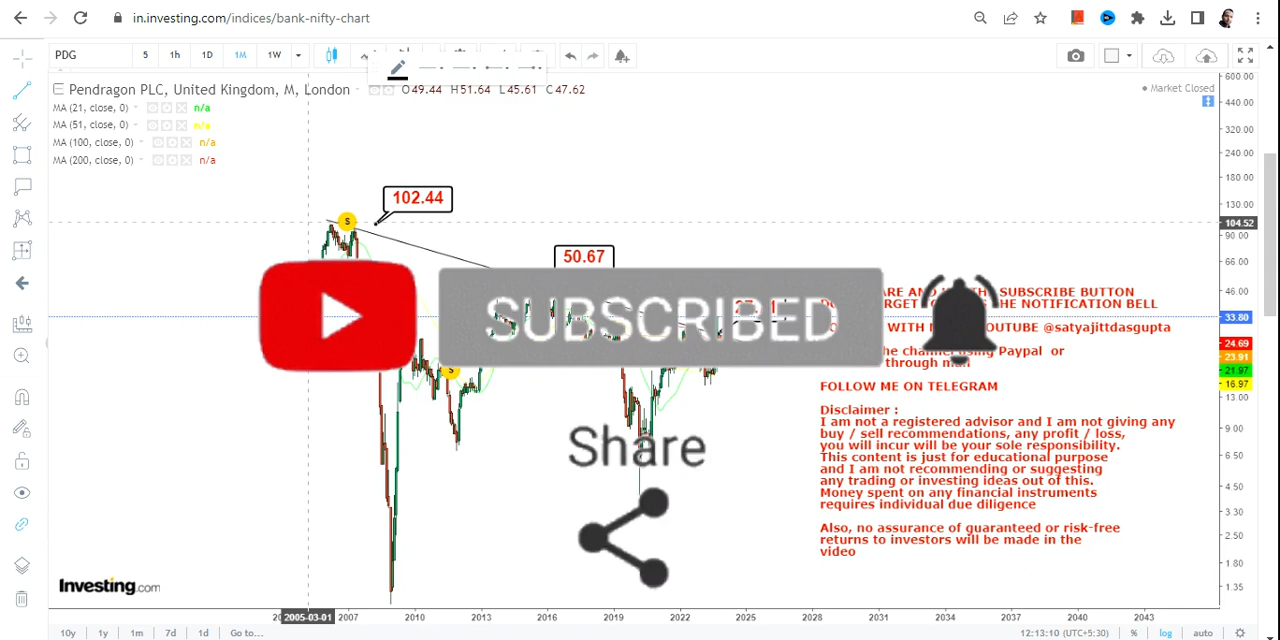 in.investing.com/indices/bank-nifty-chart
PDG 5 1h 1D 1M 1W
Pendragon PLC, United Kingdom, M, London O49.44 H51.64 L45.61 C47.62
Market Closed
MA (21, close, 0) n/a
MA (51, close, 0) n/a
MA (100, close, 0) n/a
MA (200, close, 0) n/a
600.00
440.00
320.00
240.00
180.00
130.00
104.52
90.00
66.00
46.00
33.80
24.69
23.91
21.97
16.97
13.00
9.00
6.50
4.50
3.30
2.50
1.80
1.35
102.44
S
50.67
S
SUBSCRIBED
Share
SUBSCRIBE BUTTON
THE NOTIFICATION BELL
WITH YOUTUBE @satyajittdasgupta
the channel using Paypal or
through
FOLLOW ME ON TELEGRAM
Disclaimer :
I am not a registered advisor and I am not giving any
buy / sell recommendations, any profit / loss,
you will incur will be your sole responsibility.
This content is just for educational purpose
and I am not recommending or suggesting
any trading or investing ideas out of this.
Money spent on any financial instruments
requires individual due diligence
Also, no assurance of guaranteed or risk-free
returns to investors will be made in the
video
Investing.com
2005-03-01 2007 2010 2013 2016 2019 2022 2025 2028 2031 2034 2037 2040 2043
10y 1y 1m 7d 1d Go to... 12:13:10 (UTC+5:30) % log auto